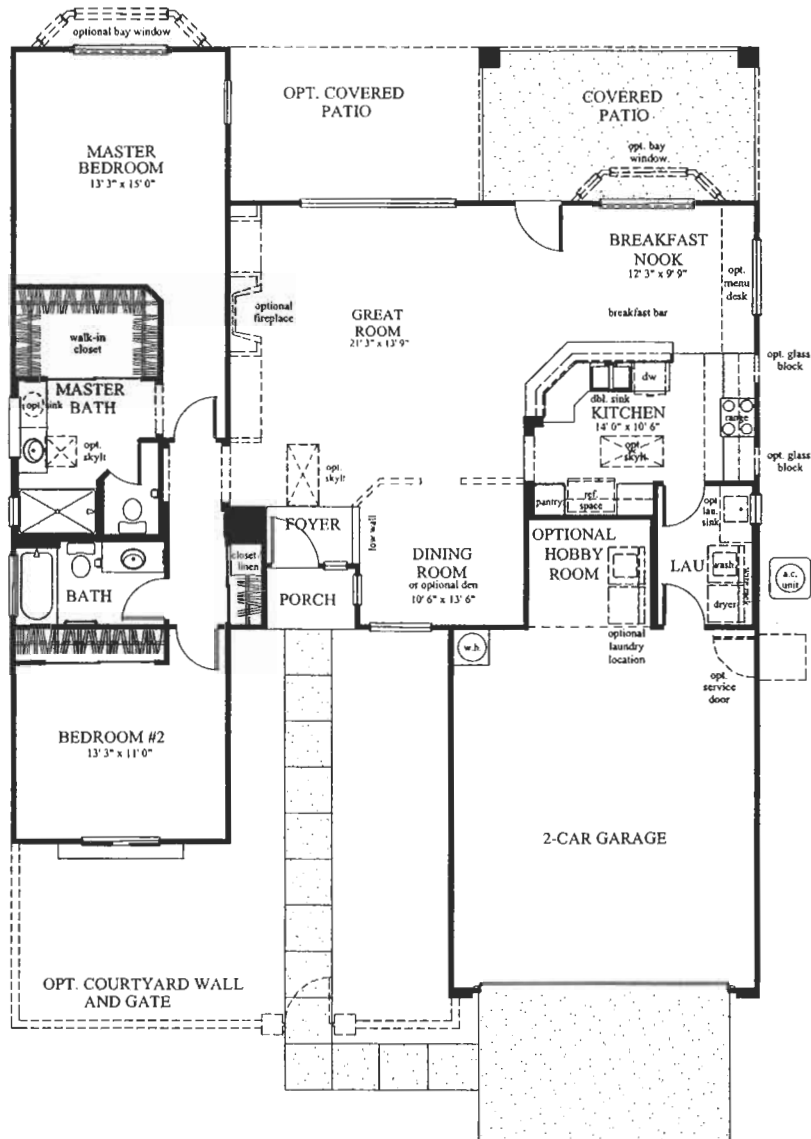 optional bay window
OPT. COVERED
PATIO
COVERED
PATIO
opt. bay
window
MASTER
BEDROOM
13' 3" x 15' 0"
BREAKFAST
NOOK
12' 3" x 9' 9"
opt.
menu
desk
optional
fireplace
GREAT
ROOM
21' 3" x 13' 9"
breakfast bar
walk-in
closet
opt. glass
block
MASTER
BATH
opt. sink
dw
dbl. sink
KITCHEN
14' 0" x 10' 6"
range
opt.
skylt
opt.
skylt
opt. glass
block
opt.
skylt
pantry
ref.
space
opt.
lau.
sink
FOYER
low wall
OPTIONAL
HOBBY
ROOM
closet/
linen
DINING
ROOM
or optional den
10' 6" x 13' 6"
LAU
wash
a.c.
unit
BATH
PORCH
dryer
optional
laundry
location
w.h.
opt.
service
door
BEDROOM #2
13' 3" x 11' 0"
2-CAR GARAGE
OPT. COURTYARD WALL
AND GATE